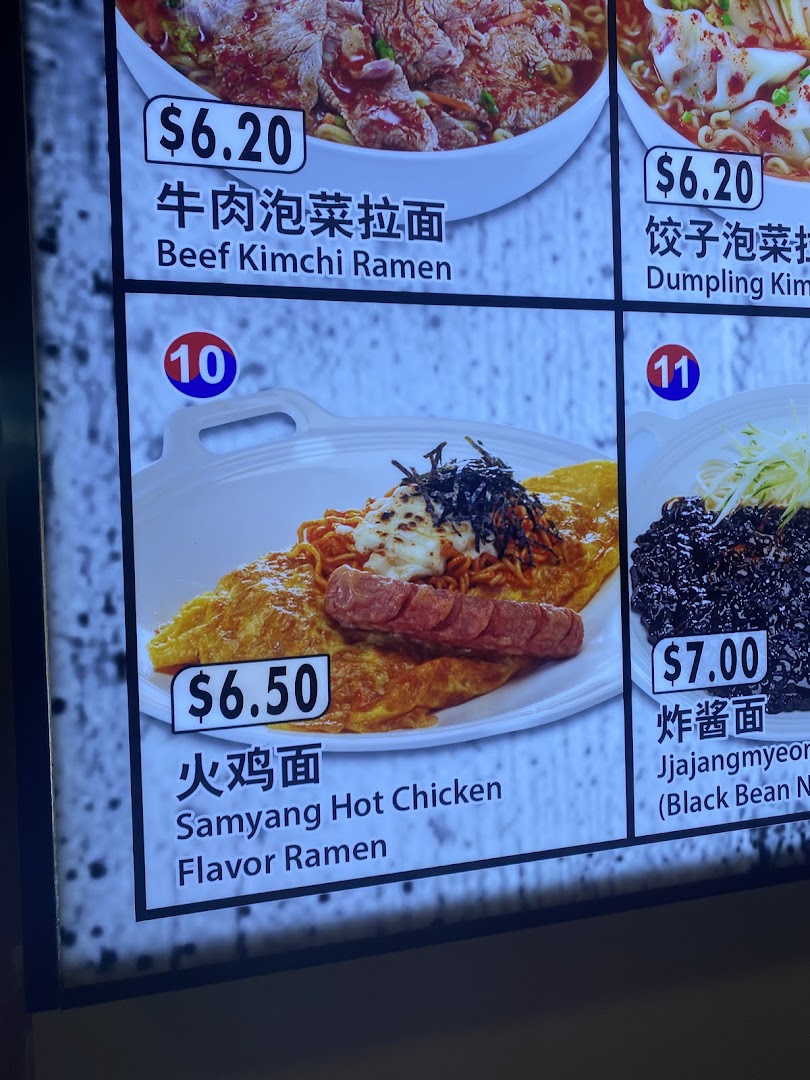 $6.20
牛肉泡菜拉面
Beef Kimchi Ramen
$6.20
饺子泡菜
Dumpling
10
$6.50
火鸡面
Samyang Hot Chicken
Flavor Ramen
11
$7.00
炸酱面
Jjajangmyeon
(Black Bean